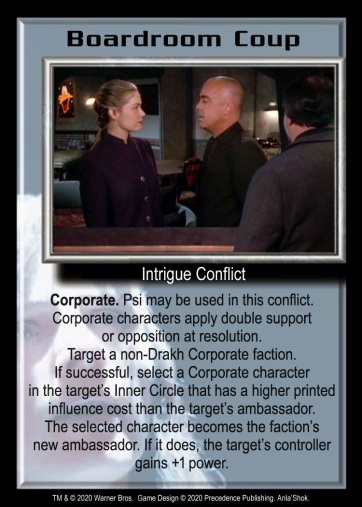 Boardroom Coup
Intrigue Conflict
Corporate. Psi may be used in this conflict.
Corporate characters apply double support
or opposition at resolution.
Target a non-Drakh Corporate faction.
If successful, select a Corporate character
in the target's Inner Circle that has a higher printed
influence cost than the target's ambassador.
The selected character becomes the faction's
new ambassador. If it does, the target's controller
gains +1 power.
TM & © 2020 Warner Bros. Game Design © 2020 Precedence Publishing. Anla'Shok.